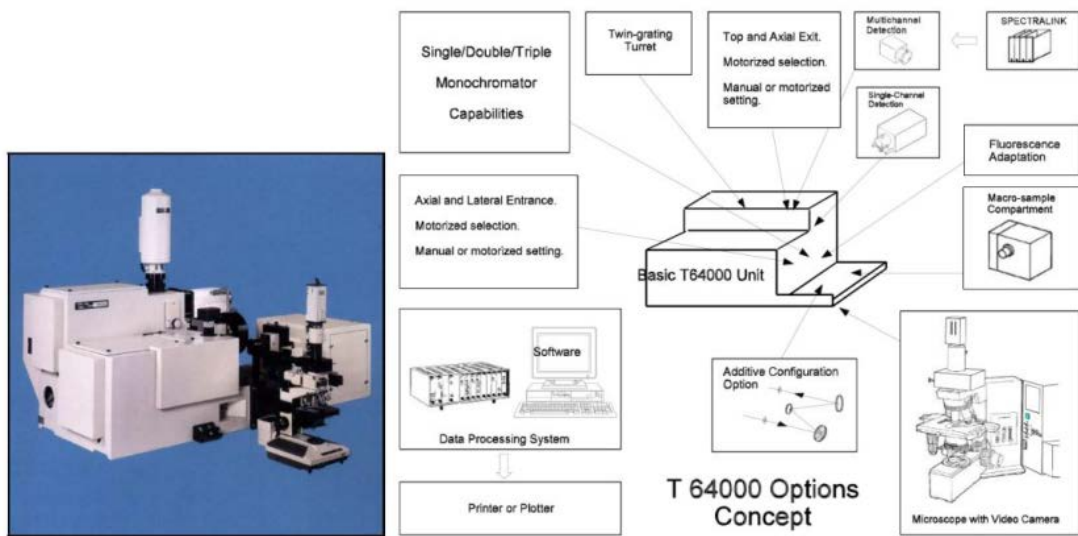 Single/Double/Triple
Monochromator
Capabilities
Twin-grating
Turret
Top and Axial Exit.
Motorized selection.
Manual or motorized
setting.
Multichannel
Detection
SPECTRALINK
Single-Channel
Detection
Fluorescence
Adaptation
Axial and Lateral Entrance.
Motorized selection.
Manual or motorized setting.
Macro-sample
Compartment
Basic T64000 Unit
Software
Data Processing System
Additive Configuration
Option
Printer or Plotter
T 64000 Options
Concept
Microscope with Video Camera